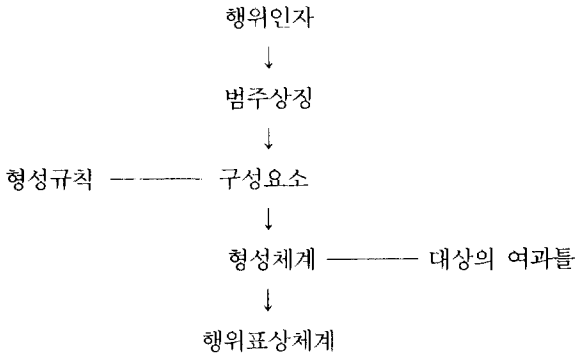 행위인자
↓
범주상징
↓
형성규칙 ——— 구성요소
↓
형성체계 ——— 대상의 여과틀
↓
행위표상체계